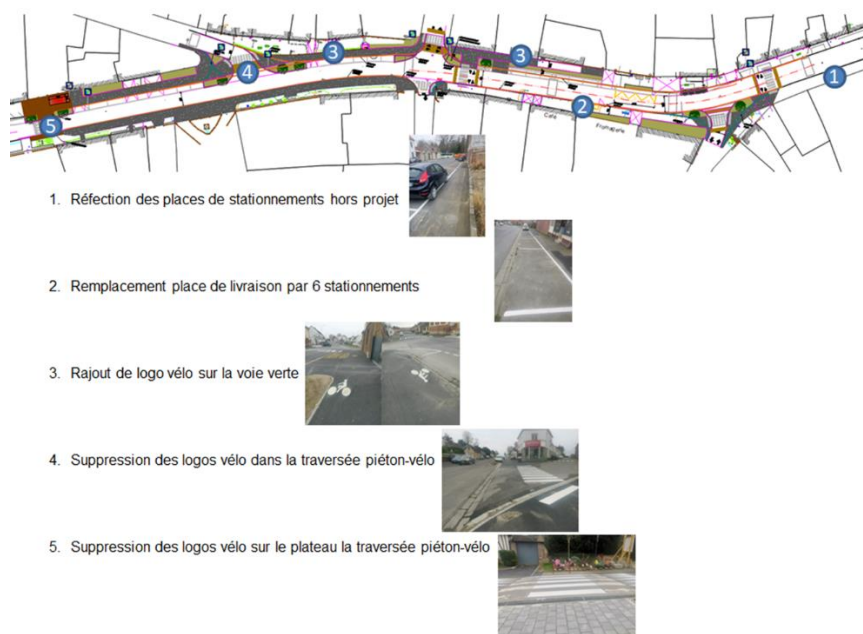 3
3
1
4
2
5
Café
Fromagerie
1. Réfection des places de stationnements hors projet
2. Remplacement place de livraison par 6 stationnements
3. Rajout de logo vélo sur la voie verte
4. Suppression des logos vélo dans la traversée piéton-vélo
5. Suppression des logos vélo sur le plateau la traversée piéton-vélo